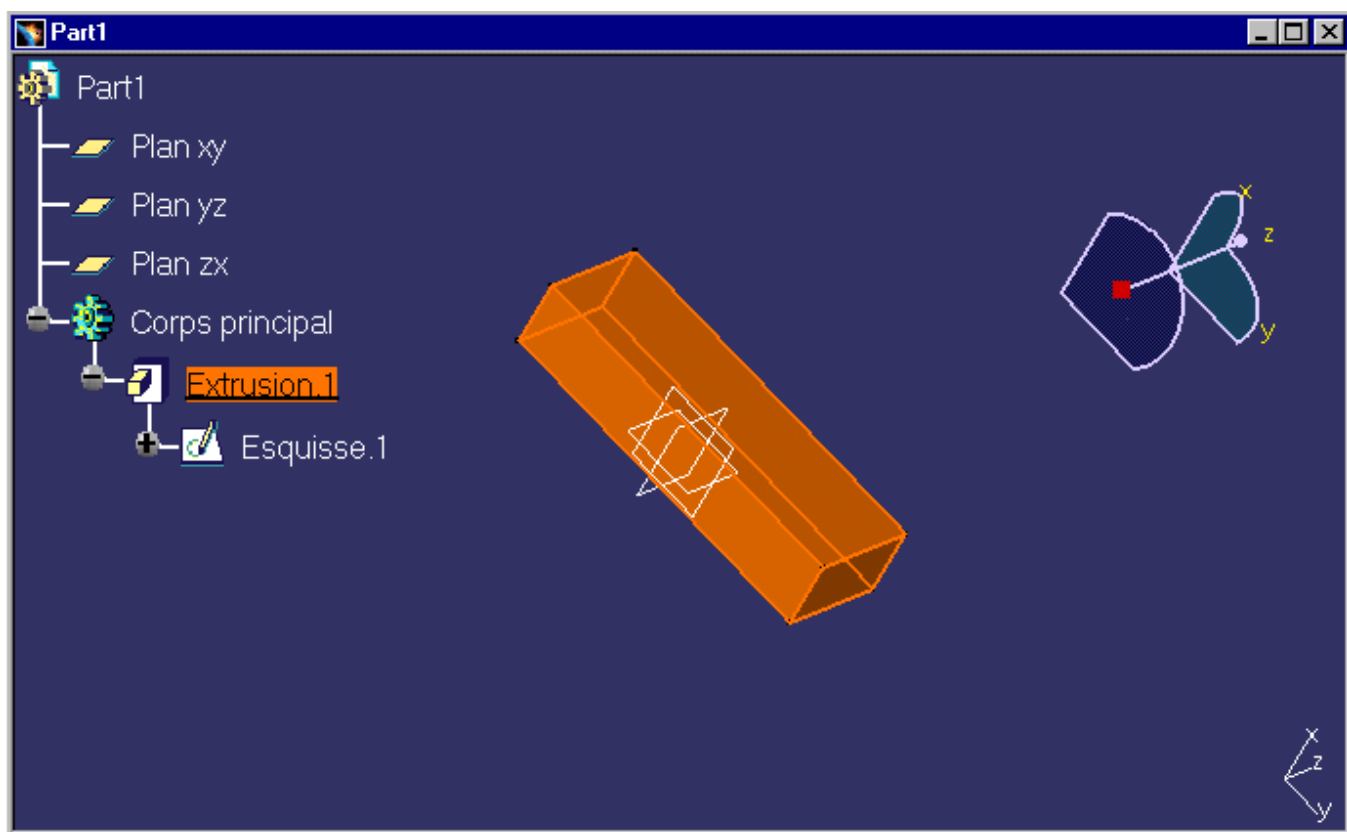 Part1
Part1
Plan xy
Plan yz
Plan zx
Corps principal
Extrusion.1
Esquisse.1
x
z
y
x
z
y